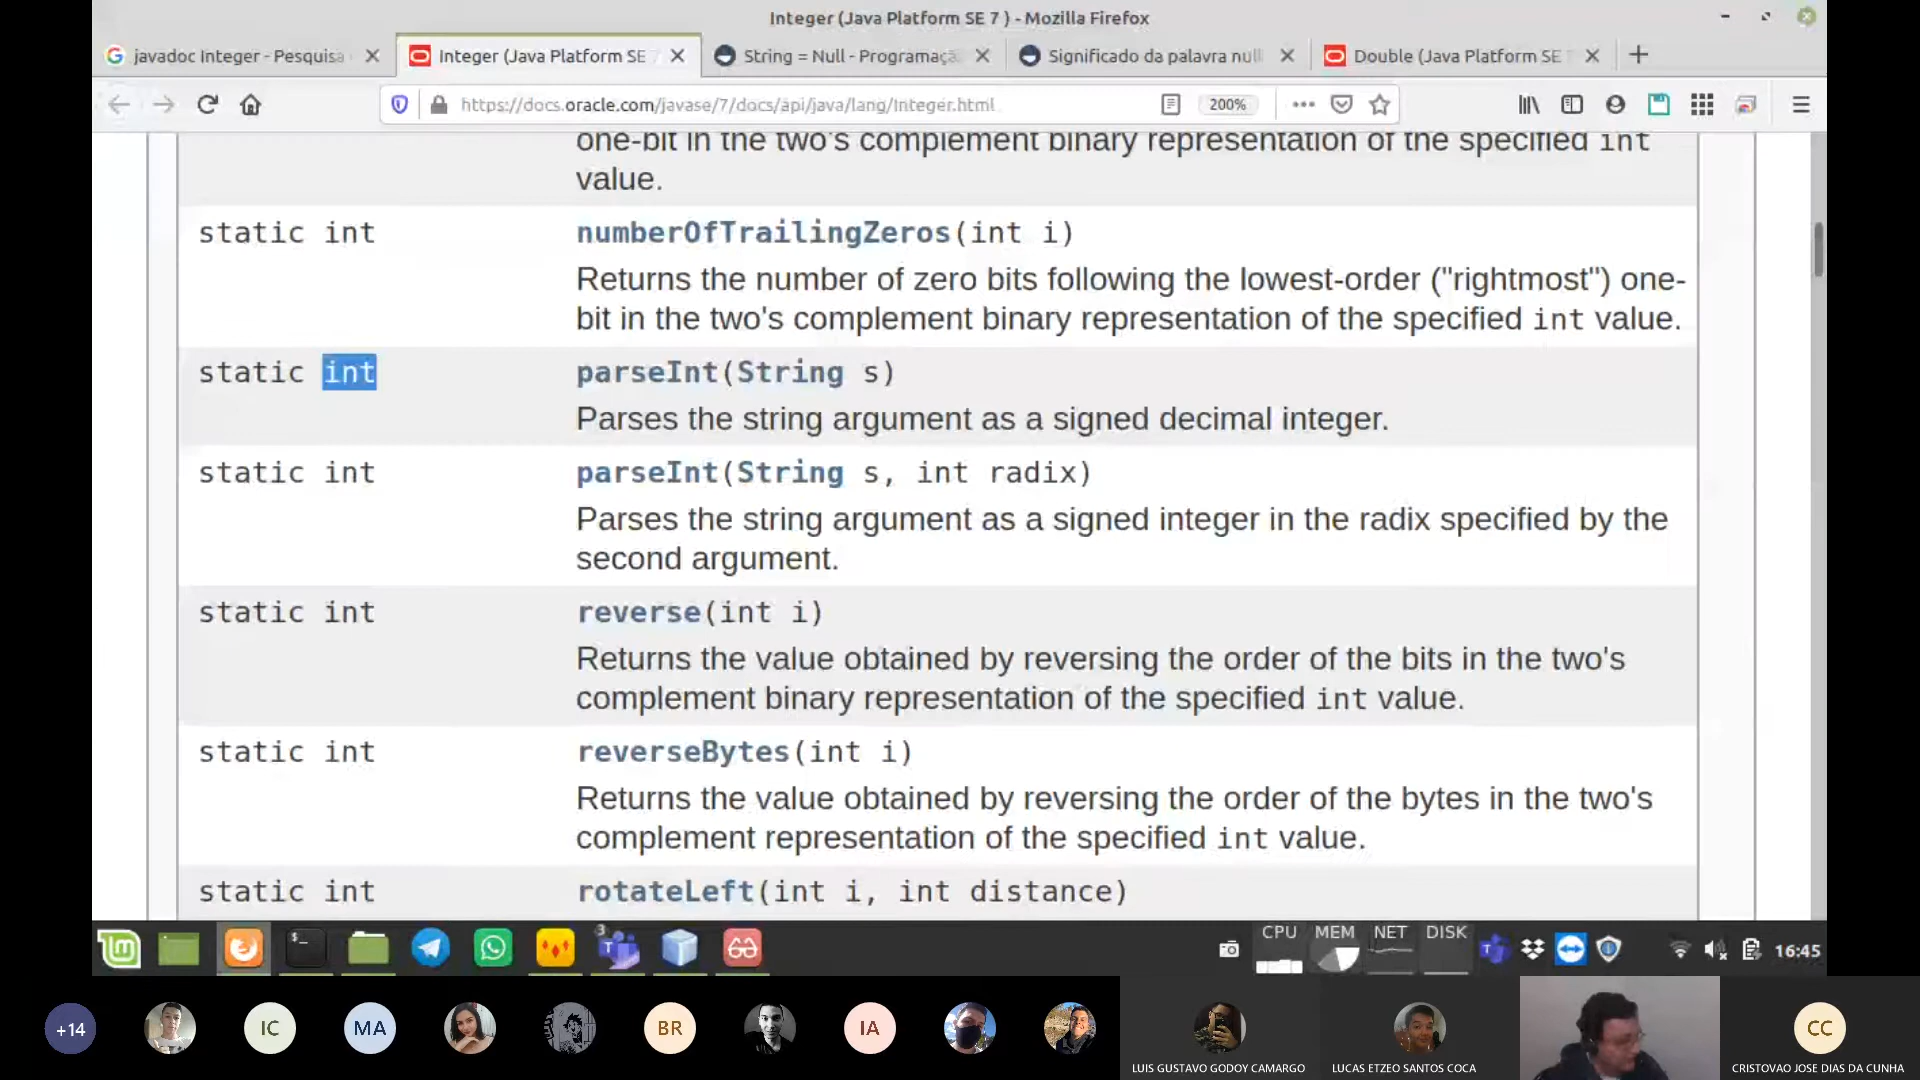 Integer (Java Platform SE 7 ) - Mozilla Firefox
javadoc Integer - Pesquisa
Integer (Java Platform SE 7
String = Null - Programaçã
Significado da palavra null
Double (Java Platform SE 7
https://docs.oracle.com/javase/7/docs/api/java/lang/Integer.html
200%
one-bit in the two's complement binary representation of the specified int
value.
static int
numberOfTrailingZeros(int i)
Returns the number of zero bits following the lowest-order ("rightmost") one-
bit in the two's complement binary representation of the specified int value.
static int
parseInt(String s)
Parses the string argument as a signed decimal integer.
static int
parseInt(String s, int radix)
Parses the string argument as a signed integer in the radix specified by the
second argument.
static int
reverse(int i)
Returns the value obtained by reversing the order of the bits in the two's
complement binary representation of the specified int value.
static int
reverseBytes(int i)
Returns the value obtained by reversing the order of the bytes in the two's
complement representation of the specified int value.
static int
rotateLeft(int i, int distance)
3
CPU
MEM
NET
DISK
16:45
+14
IC
MA
BR
IA
CC
LUIS GUSTAVO GODOY CAMARGO
LUCAS ETZEO SANTOS COCA
CRISTOVAO JOSE DIAS DA CUNHA